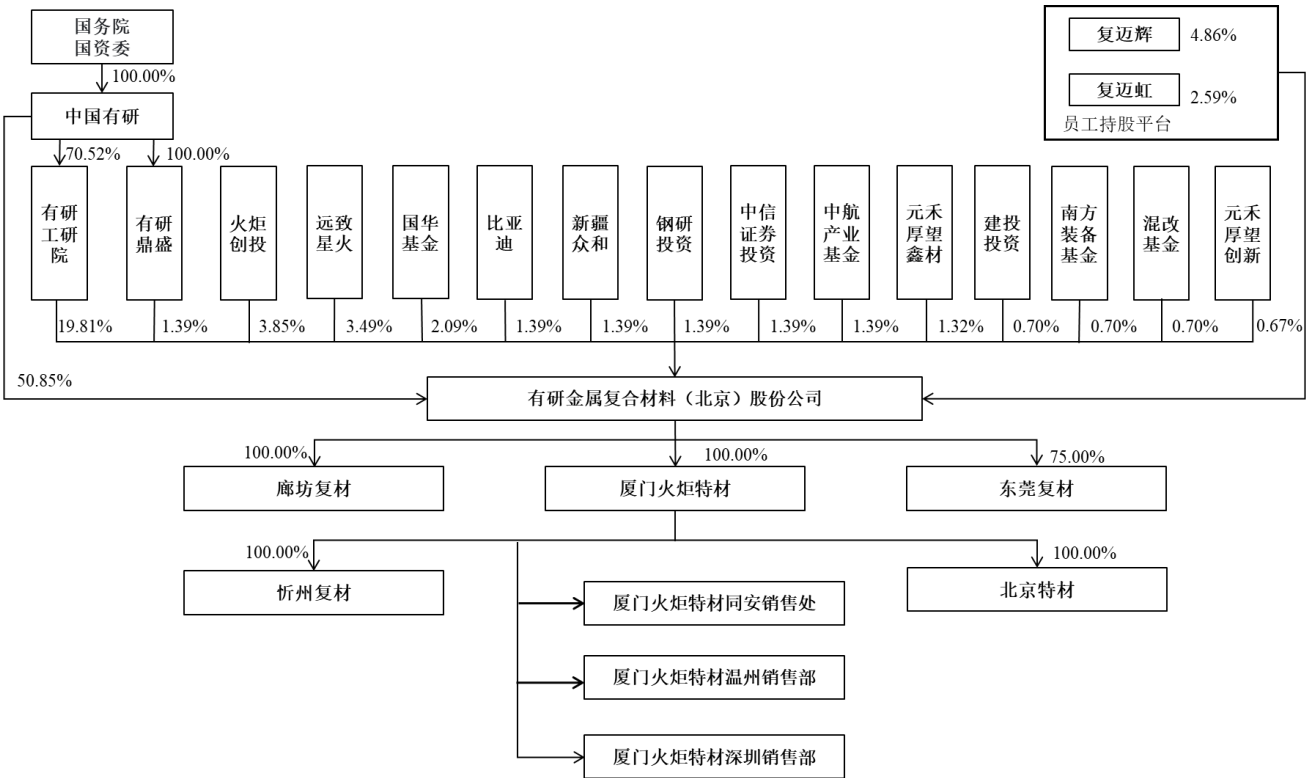 国务院
国资委
100.00%
中国有研
复迈辉
4.86%
复迈虹
2.59%
员工持股平台
70.52%
100.00%
有研
工研
院
有研
鼎盛
火炬
创投
远致
星火
国华
基金
比亚
迪
新疆
众和
钢研
投资
中信
证券
投资
中航
产业
基金
元禾
厚望
鑫材
建投
投资
南方
装备
基金
混改
基金
元禾
厚望
创新
19.81%
1.39%
3.85%
3.49%
2.09%
1.39%
1.39%
1.39%
1.39%
1.39%
1.32%
0.70%
0.70%
0.70%
0.67%
50.85%
有研金属复合材料（北京）股份公司
100.00%
100.00%
75.00%
廊坊复材
厦门火炬特材
东莞复材
100.00%
100.00%
忻州复材
北京特材
厦门火炬特材同安销售处
厦门火炬特材温州销售部
厦门火炬特材深圳销售部